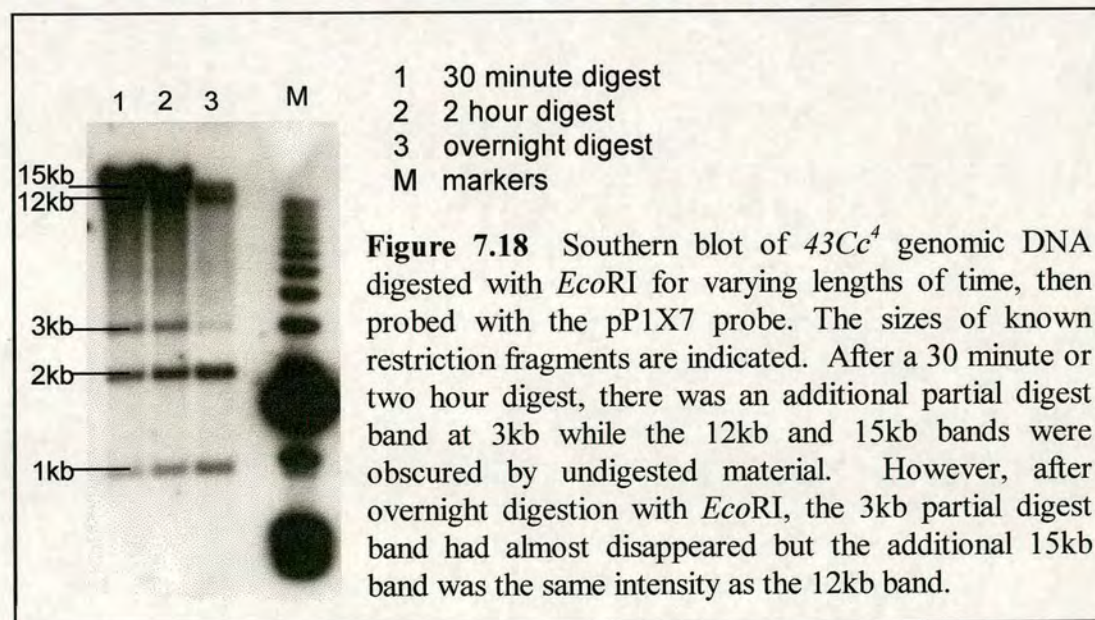 1 2 3 M
15kb
12kb
3kb
2kb
1kb
1 30 minute digest
2 2 hour digest
3 overnight digest
M markers
Figure 7.18 Southern blot of 43Cc⁴ genomic DNA
digested with EcoRI for varying lengths of time, then
probed with the pP1X7 probe. The sizes of known
restriction fragments are indicated. After a 30 minute or
two hour digest, there was an additional partial digest
band at 3kb while the 12kb and 15kb bands were
obscured by undigested material. However, after
overnight digestion with EcoRI, the 3kb partial digest
band had almost disappeared but the additional 15kb
band was the same intensity as the 12kb band.